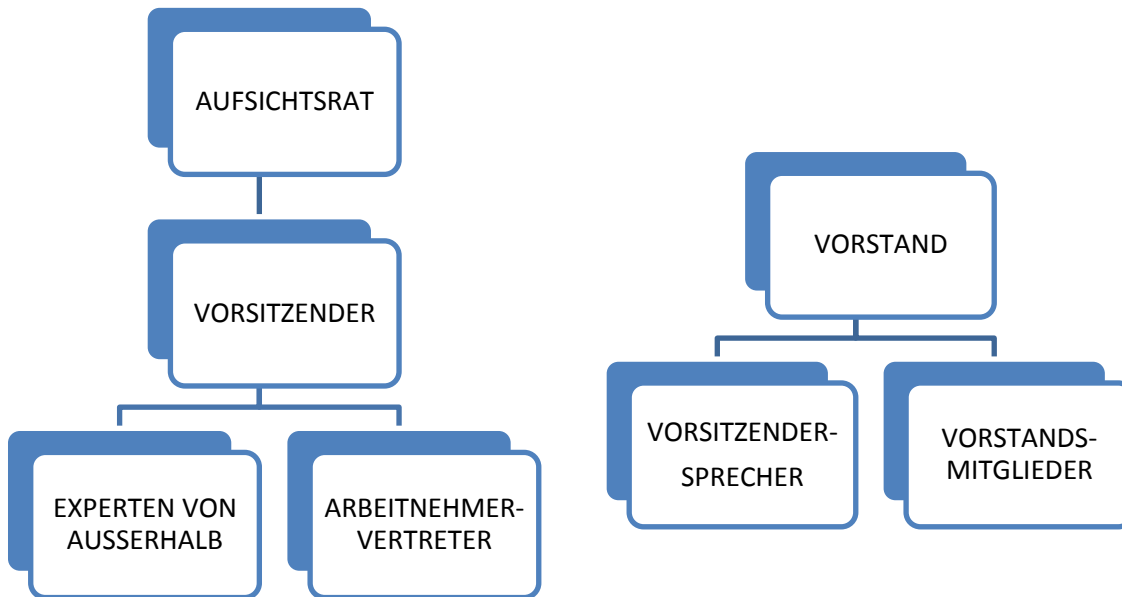 AUFSICHTSRAT
VORSITZENDER
EXPERTEN VON
AUSSERHALB
ARBEITNEHMER-
VERTRETER
VORSTAND
VORSITZENDER-
SPRECHER
VORSTANDS-
MITGLIEDER